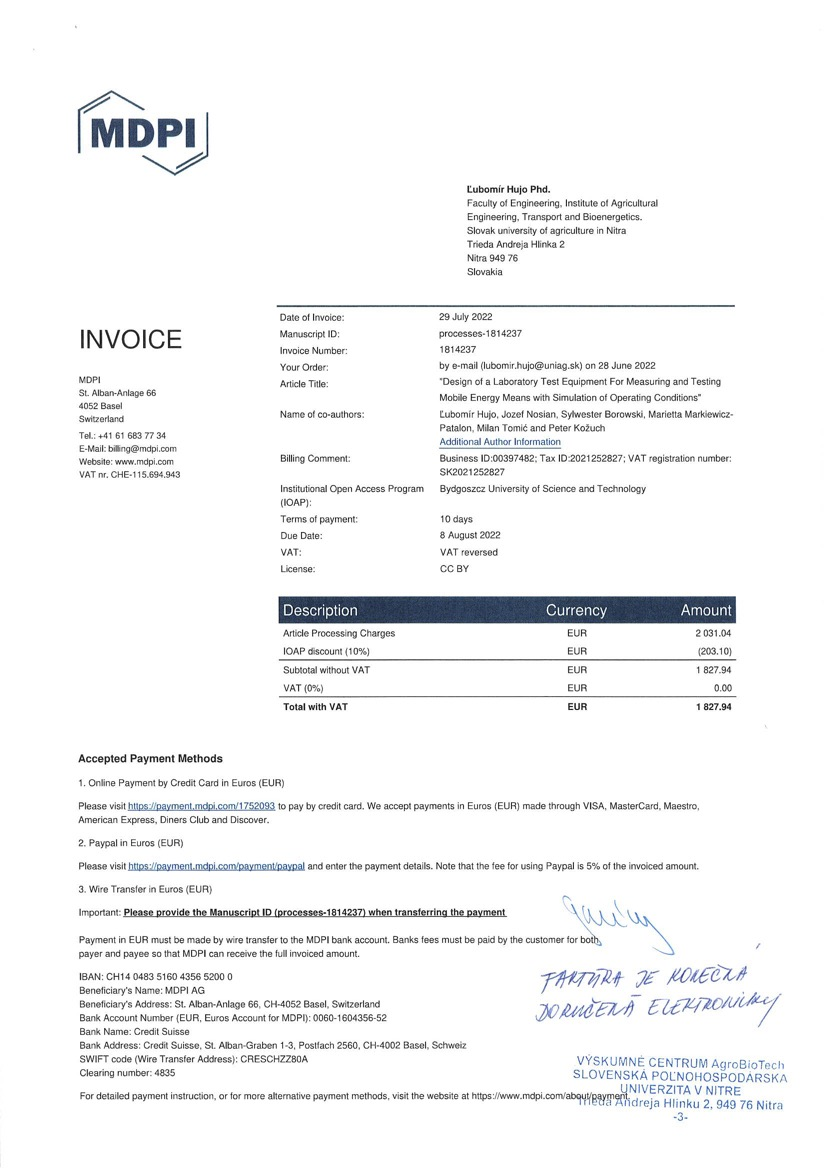 MDPI
Ľubomír Hujo Phd.
Faculty of Engineering, Institute of Agricultural
Engineering, Transport and Bioenergetics.
Slovak university of agriculture in Nitra
Trieda Andreja Hlinka 2
Nitra 949 76
Slovakia
INVOICE
MDPI
St. Alban-Anlage 66
4052 Basel
Switzerland
Tel.: +41 61 683 77 34
E-Mail: billing@mdpi.com
Website: www.mdpi.com
VAT nr. CHE-115.694.943
Date of Invoice: 29 July 2022
Manuscript ID: processes-1814237
Invoice Number: 1814237
Your Order: by e-mail (lubomir.hujo@uniag.sk) on 28 June 2022
Article Title: "Design of a Laboratory Test Equipment For Measuring and Testing
Mobile Energy Means with Simulation of Operating Conditions"
Name of co-authors: Ľubomír Hujo, Jozef Nosian, Sylwester Borowski, Marietta Markiewicz-
Patalon, Milan Tomić and Peter Kožuch
Additional Author Information
Billing Comment: Business ID:00397482; Tax ID:2021252827; VAT registration number:
SK2021252827
Institutional Open Access Program Bydgoszcz University of Science and Technology
(IOAP):
Terms of payment: 10 days
Due Date: 8 August 2022
VAT: VAT reversed
License: CC BY
Description Currency Amount
Article Processing Charges EUR 2 031.04
IOAP discount (10%) EUR (203.10)
Subtotal without VAT EUR 1 827.94
VAT (0%) EUR 0.00
Total with VAT EUR 1 827.94
Accepted Payment Methods
1. Online Payment by Credit Card in Euros (EUR)
Please visit https://payment.mdpi.com/1752093 to pay by credit card. We accept payments in Euros (EUR) made through VISA, MasterCard, Maestro,
American Express, Diners Club and Discover.
2. Paypal in Euros (EUR)
Please visit https://payment.mdpi.com/payment/paypal and enter the payment details. Note that the fee for using Paypal is 5% of the invoiced amount.
3. Wire Transfer in Euros (EUR)
Important: Please provide the Manuscript ID (processes-1814237) when transferring the payment
Payment in EUR must be made by wire transfer to the MDPI bank account. Banks fees must be paid by the customer for both
payer and payee so that MDPI can receive the full invoiced amount.
IBAN: CH14 0483 5160 4356 5200 0
Beneficiary's Name: MDPI AG
Beneficiary's Address: St. Alban-Anlage 66, CH-4052 Basel, Switzerland
Bank Account Number (EUR, Euros Account for MDPI): 0060-1604356-52
Bank Name: Credit Suisse
Bank Address: Credit Suisse, St. Alban-Graben 1-3, Postfach 2560, CH-4002 Basel, Schweiz
SWIFT code (Wire Transfer Address): CRESCHZZ80A
Clearing number: 4835
For detailed payment instruction, or for more alternative payment methods, visit the website at https://www.mdpi.com/about/payment.
FAKTÚRA JE KONEČNÁ
DORUČENÁ ELEKTRONICKY
VÝSKUMNÉ CENTRUM AgroBioTech
SLOVENSKÁ POĽNOHOSPODÁRSKA
UNIVERZITA V NITRE
Trieda Andreja Hlinku 2, 949 76 Nitra
-3-